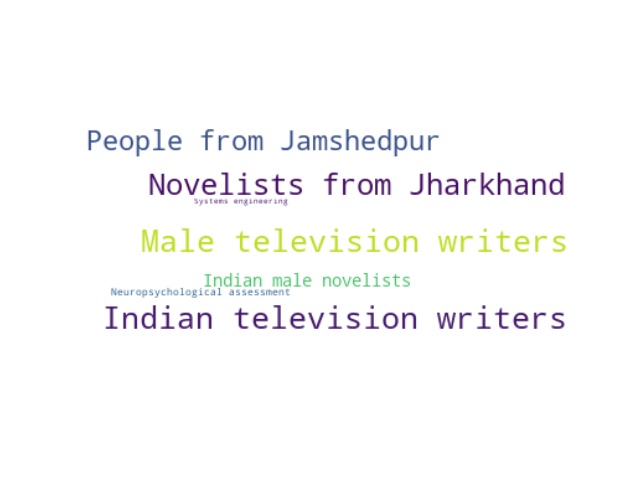 People from Jamshedpur
Novelists from Jharkhand
Systems engineering
Male television writers
Indian male novelists
Neuropsychological assessment
Indian television writers